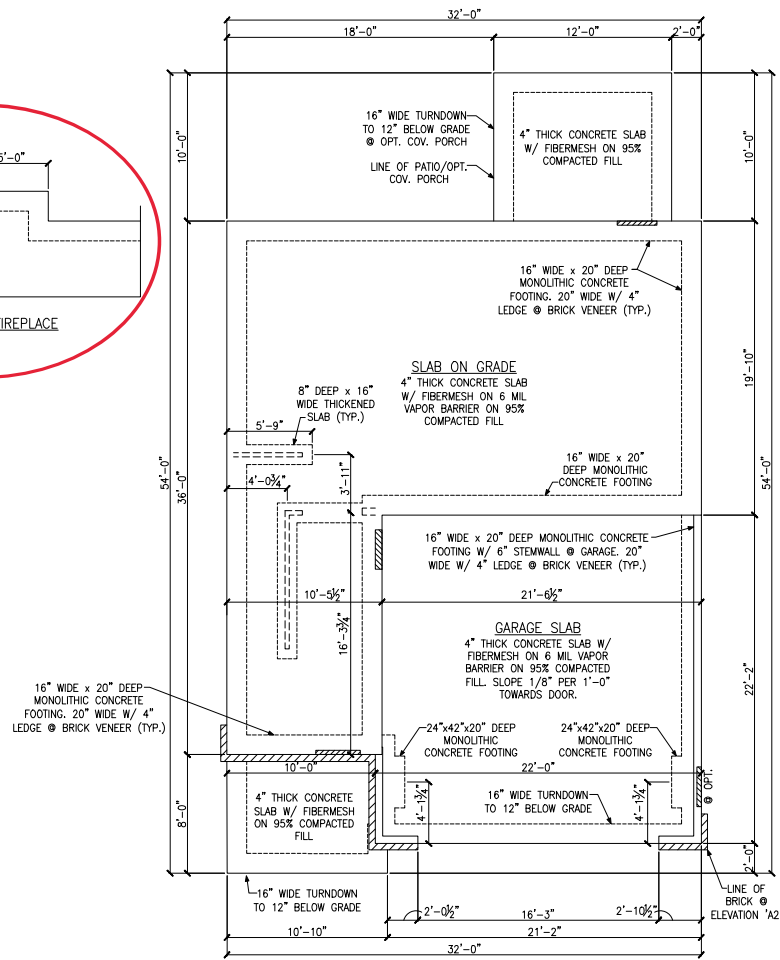 32'-0"
18'-0"
12'-0"
2'-0"
10'-0"
16" WIDE TURNDOWN
TO 12" BELOW GRADE
@ OPT. COV. PORCH
LINE OF PATIO/OPT.
COV. PORCH
4" THICK CONCRETE SLAB
W/ FIBERMESH ON 95%
COMPACTED FILL
10'-0"
5'-0"
IREPLACE
16" WIDE x 20" DEEP
MONOLITHIC CONCRETE
FOOTING. 20" WIDE W/ 4"
LEDGE @ BRICK VENEER (TYP.)
SLAB ON GRADE
4" THICK CONCRETE SLAB
W/ FIBERMESH ON 6 MIL
VAPOR BARRIER ON 95%
COMPACTED FILL
19'-10"
8" DEEP x 16"
WIDE THICKENED
SLAB (TYP.)
5'-9"
16" WIDE x 20"
DEEP MONOLITHIC
CONCRETE FOOTING
54'-0"
36'-0"
4'-0¾"
3'-11"
54'-0"
16" WIDE x 20" DEEP MONOLITHIC CONCRETE
FOOTING W/ 6" STEMWALL @ GARAGE. 20"
WIDE W/ 4" LEDGE @ BRICK VENEER (TYP.)
10'-5½"
21'-6½"
16'-3¾"
GARAGE SLAB
4" THICK CONCRETE SLAB W/
FIBERMESH ON 6 MIL VAPOR
BARRIER ON 95% COMPACTED
FILL. SLOPE 1/8" PER 1'-0"
TOWARDS DOOR.
22'-2"
16" WIDE x 20" DEEP
MONOLITHIC CONCRETE
FOOTING. 20" WIDE W/ 4"
LEDGE @ BRICK VENEER (TYP.)
24"x42"x20" DEEP
MONOLITHIC
CONCRETE FOOTING
24"x42"x20" DEEP
MONOLITHIC
CONCRETE FOOTING
10'-0"
22'-0"
8'-0"
4" THICK CONCRETE
SLAB W/ FIBERMESH
ON 95% COMPACTED
FILL
4'-1¾"
16" WIDE TURNDOWN
TO 12" BELOW GRADE
4'-1¾"
@ OPT.
2'-0"
16" WIDE TURNDOWN
TO 12" BELOW GRADE
LINE OF
BRICK @
ELEVATION 'A2
2'-0½"
16'-3"
2'-10½"
10'-10"
21'-2"
32'-0"